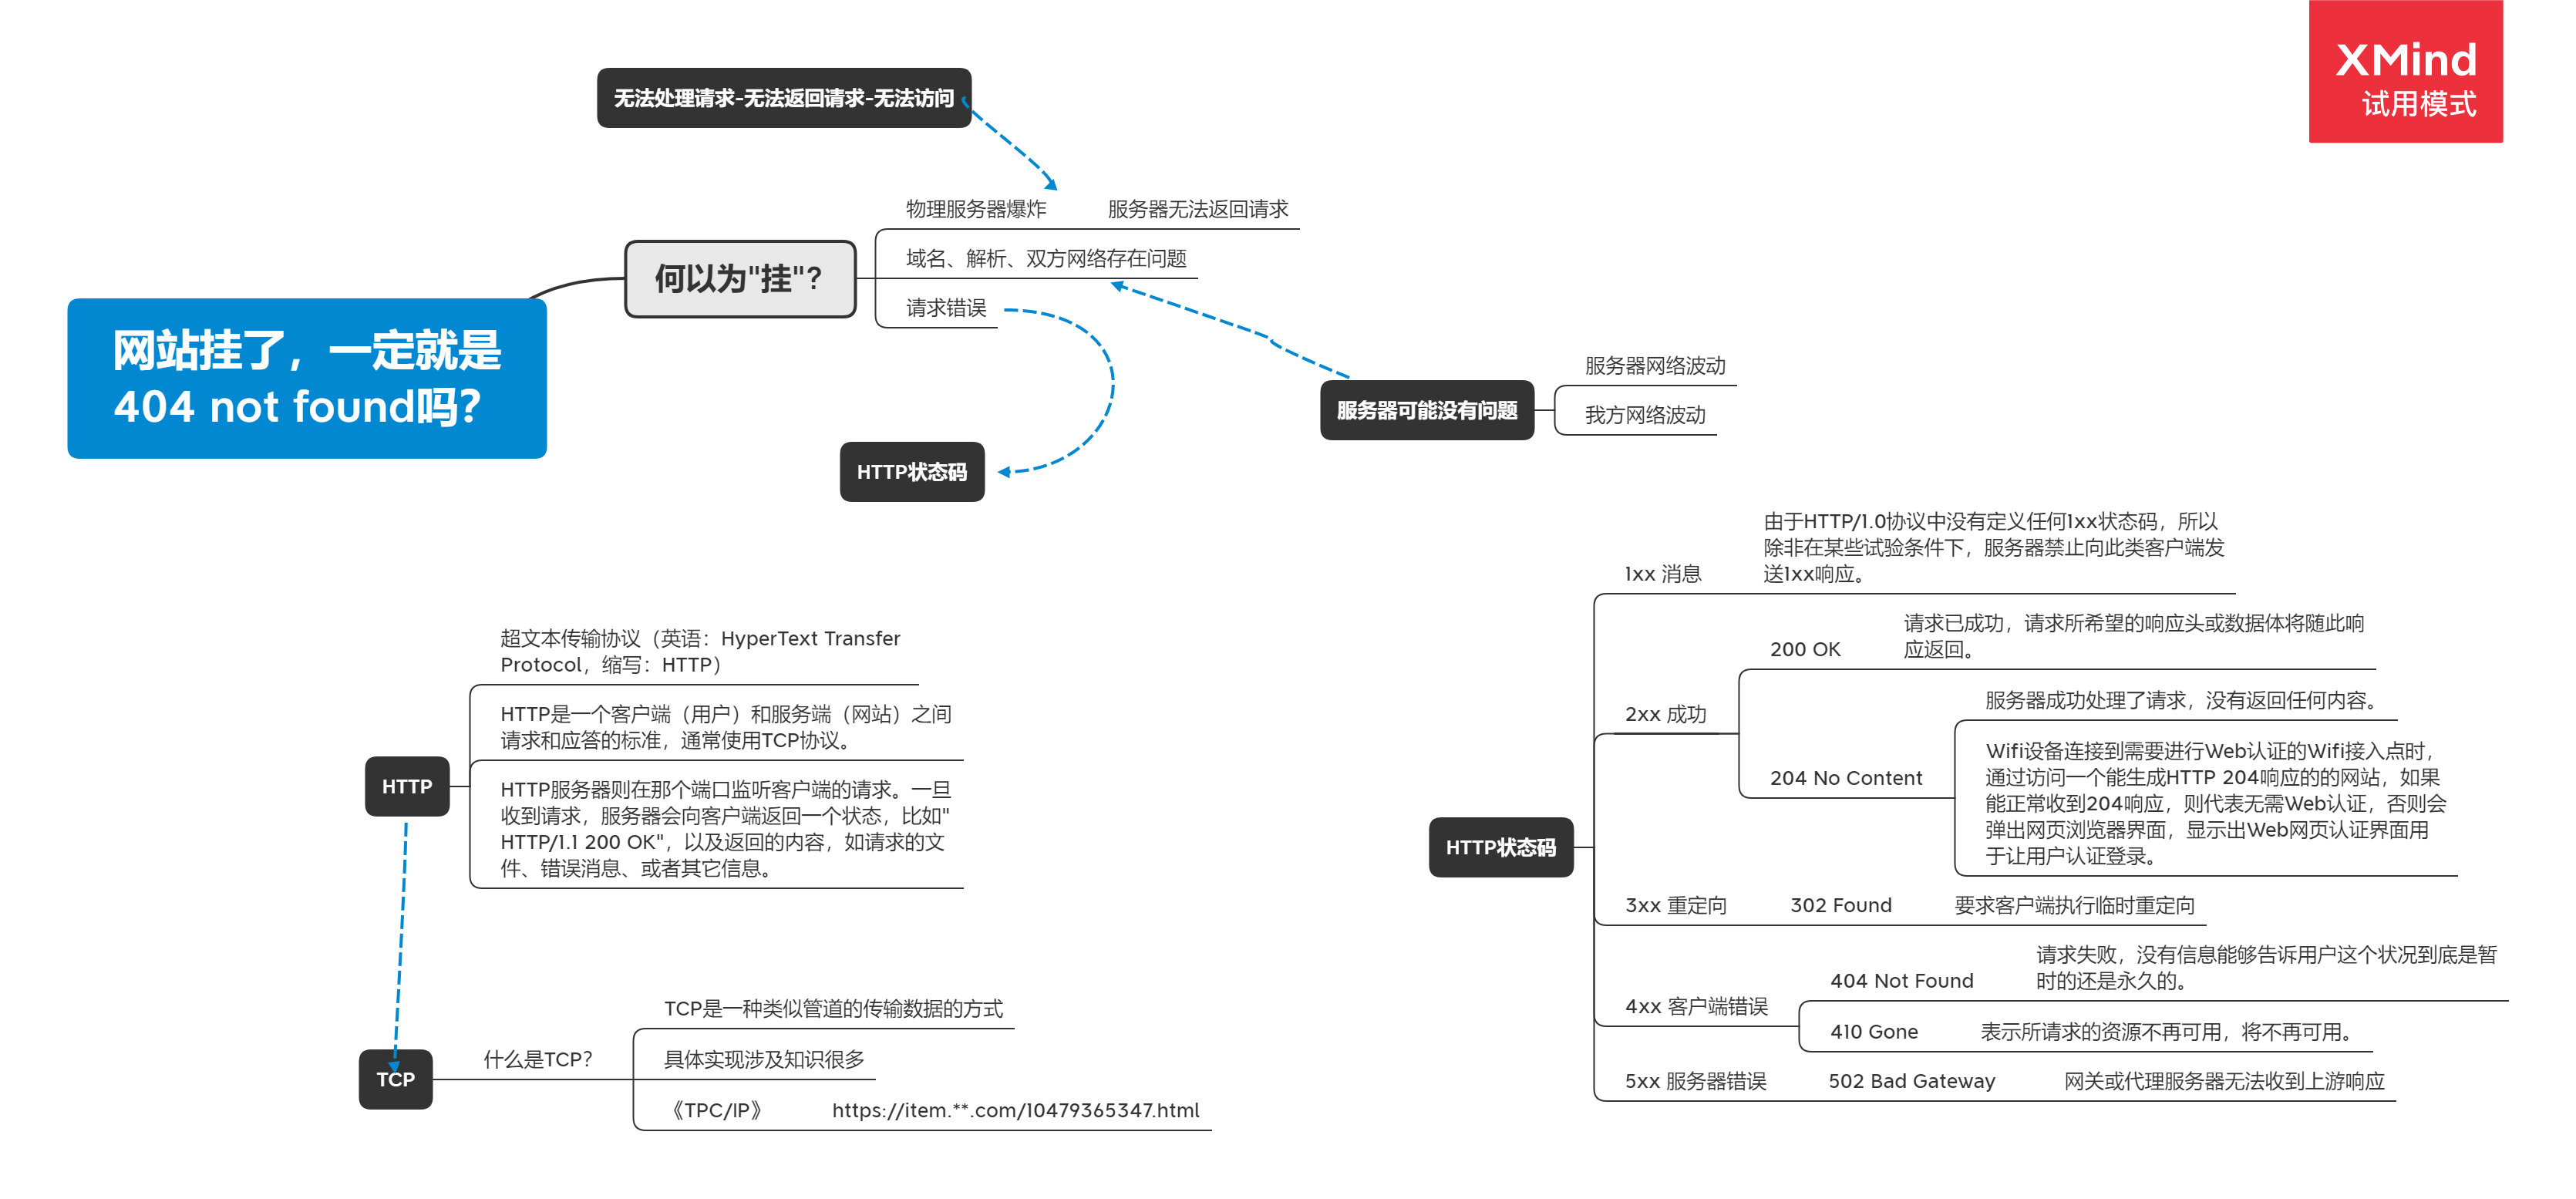 XMind
试用模式
无法处理请求-无法返回请求-无法访问
网站挂了，一定就是
404 not found吗？
何以为"挂"?
物理服务器爆炸
服务器无法返回请求
域名、解析、双方网络存在问题
请求错误
HTTP状态码
服务器可能没有问题
服务器网络波动
我方网络波动
HTTP
超文本传输协议（英语：HyperText Transfer
Protocol，缩写：HTTP）
HTTP是一个客户端（用户）和服务端（网站）之间
请求和应答的标准，通常使用TCP协议。
HTTP服务器则在那个端口监听客户端的请求。一旦
收到请求，服务器会向客户端返回一个状态，比如"
HTTP/1.1 200 OK"，以及返回的内容，如请求的文
件、错误消息、或者其它信息。
TCP
什么是TCP？
TCP是一种类似管道的传输数据的方式
具体实现涉及知识很多
《TPC/IP》
https://item.**.com/10479365347.html
HTTP状态码
1xx 消息
由于HTTP/1.0协议中没有定义任何1xx状态码，所以
除非在某些试验条件下，服务器禁止向此类客户端发
送1xx响应。
2xx 成功
200 OK
请求已成功，请求所希望的响应头或数据体将随此响
应返回。
204 No Content
服务器成功处理了请求，没有返回任何内容。
Wifi设备连接到需要进行Web认证的Wifi接入点时，
通过访问一个能生成HTTP 204响应的的网站，如果
能正常收到204响应，则代表无需Web认证，否则会
弹出网页浏览器界面，显示出Web网页认证界面用
于让用户认证登录。
3xx 重定向
302 Found
要求客户端执行临时重定向
4xx 客户端错误
404 Not Found
请求失败，没有信息能够告诉用户这个状况到底是暂
时的还是永久的。
410 Gone
表示所请求的资源不再可用，将不再可用。
5xx 服务器错误
502 Bad Gateway
网关或代理服务器无法收到上游响应